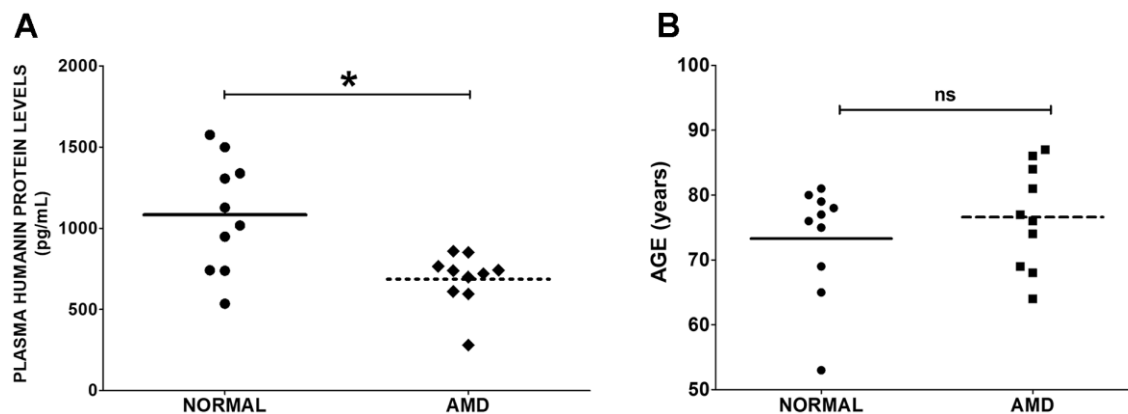 A
PLASMA HUMANIN PROTEIN LEVELS
(pg/mL)
2000
1500
1000
500
0
*
NORMAL
AMD
B
AGE (years)
100
90
80
70
60
50
ns
NORMAL
AMD